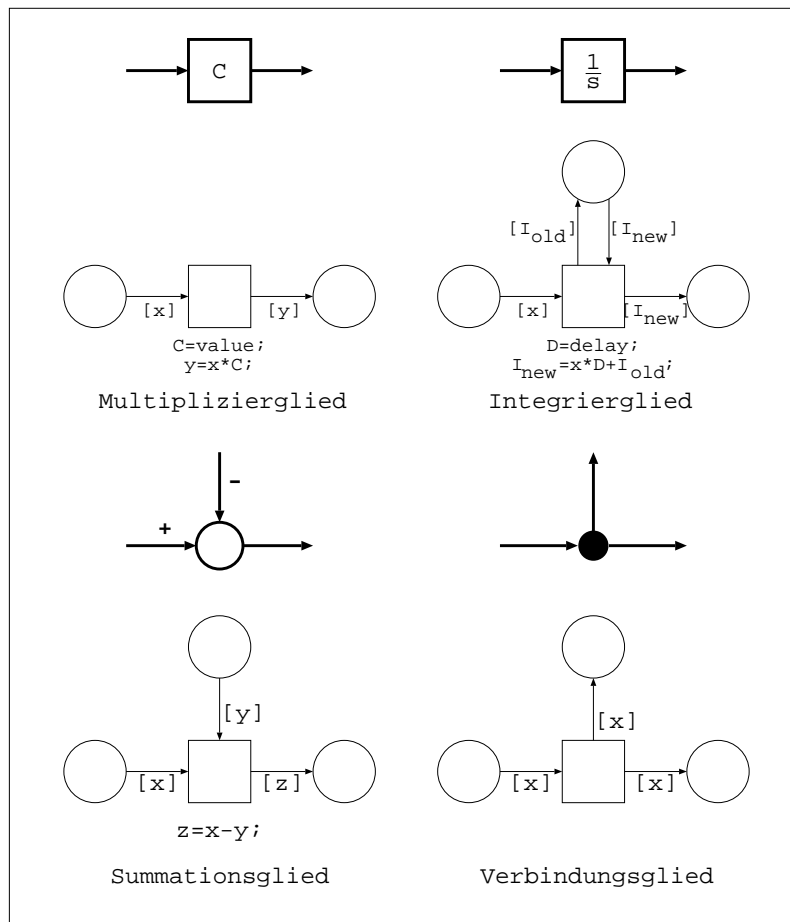 C
1
s
[I_old] [I_new]
[x] [y]
[x] [I_new]
C=value;
y=x*C;
D=delay;
I_new=x*D+I_old;
Multiplizierglied
Integrierglied
-
+
[y]
[x] [z]
z=x-y;
[x]
[x] [x]
Summationsglied
Verbindungsglied